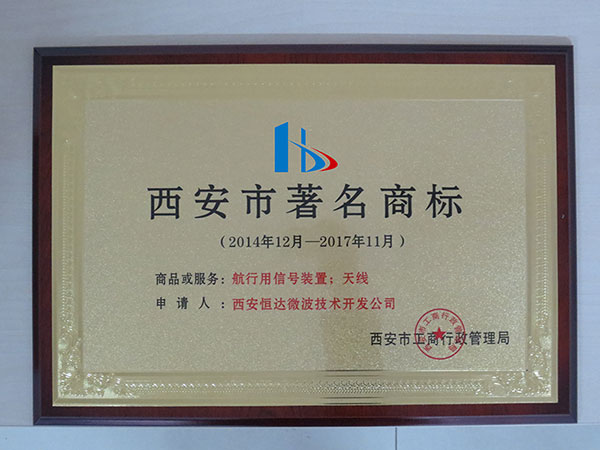 西安市著名商标
（2014年12月—2017年11月）
商品或服务：航行用信号装置；天线
申请人：西安恒达微波技术开发公司
西安市工商行政管理局